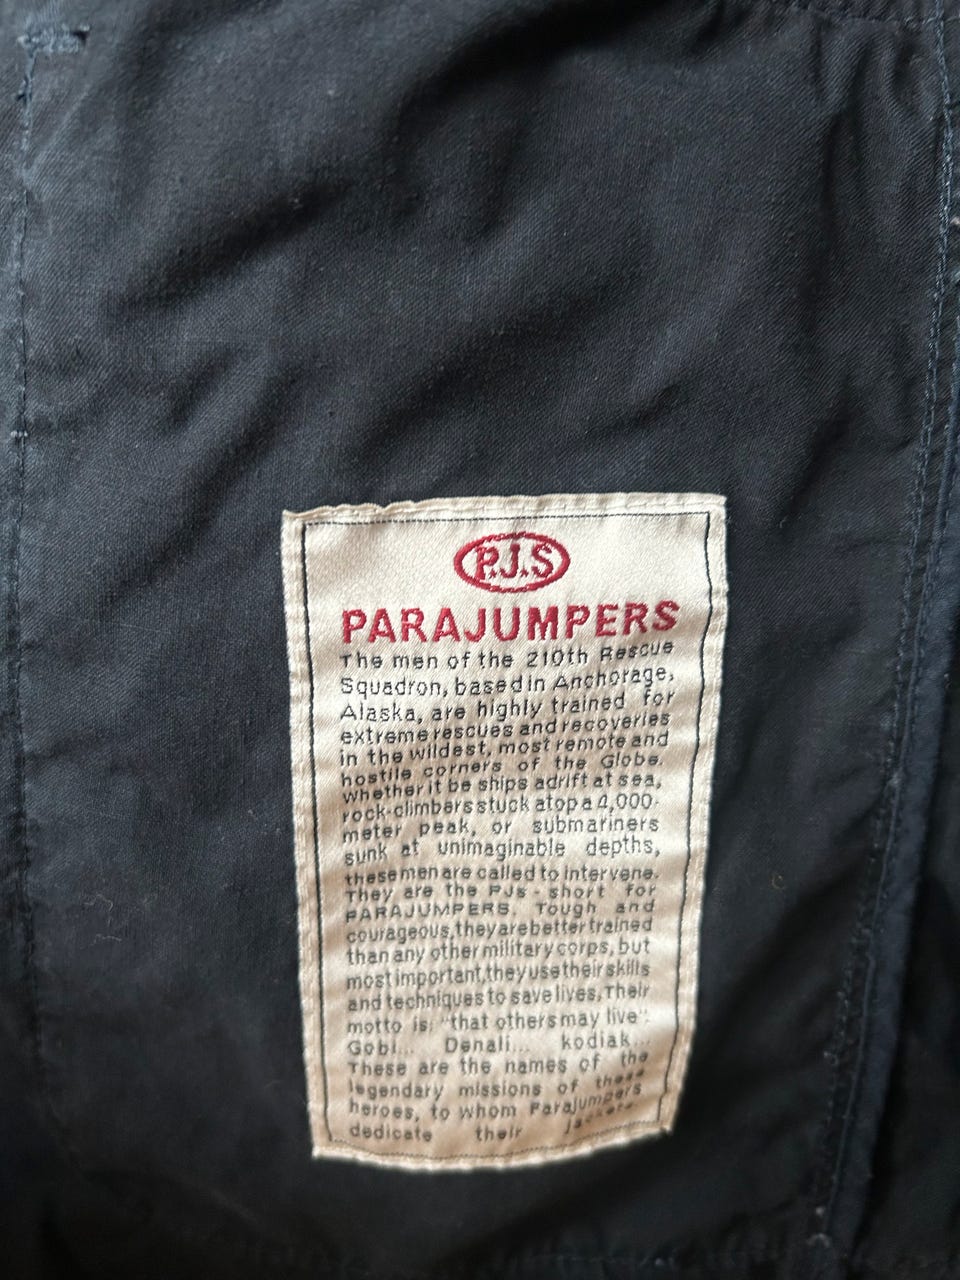 P.J.S
PARAJUMPERS
The men of the 210th Rescue
Squadron, based in Anchorage,
Alaska, are highly trained for
extreme rescues and recoveries
in the wildest, most remote and
hostile corners of the Globe.
Whether it be ships adrift at sea,
rock-climbers stuck atop a 4,000-
meter peak, or submariners
sunk at unimaginable depths,
these men are called to intervene.
They are the PJs - short for
PARAJUMPERS. Tough and
courageous, they are better trained
than any other military corps, but
most important, they use their skills
and techniques to save lives. Their
motto is: "that others may live".
Gobi... Denali... kodiak...
These are the names of the
legendary missions of these
heroes, to whom Parajumpers
dedicate their jackets.